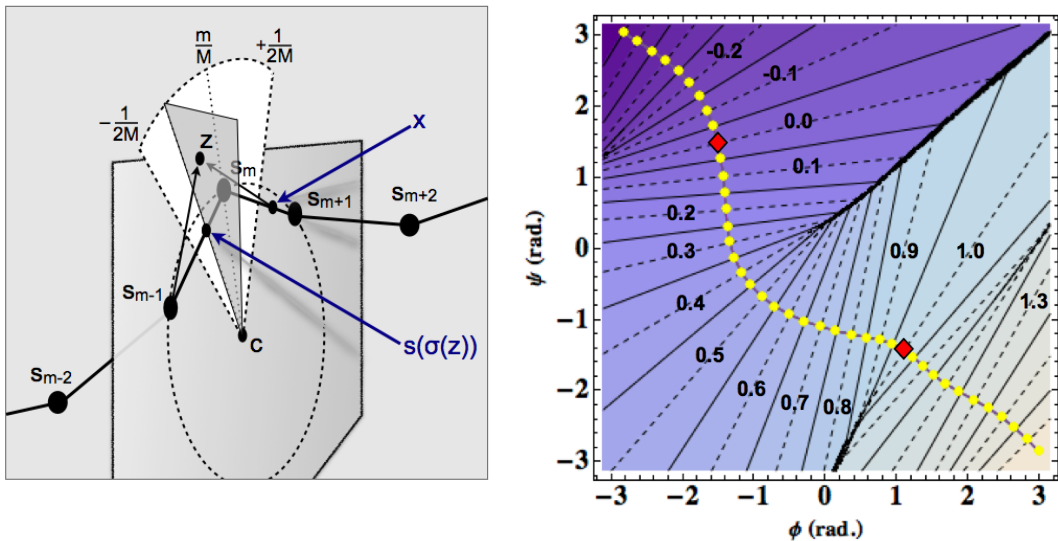 m/M
+1/2M
-1/2M
X
Z
Sm
Sm+1
Sm+2
Sm-1
C
s(σ(z))
Sm-2
3
2
1
0
−1
−2
−3
ψ (rad.)
-0.2
-0.1
0.0
0.1
0.2
0.3
0.4
0.5
0.6
0.7
0.8
0.9
1.0
1.3
−3 −2 −1 0 1 2 3
ϕ (rad.)